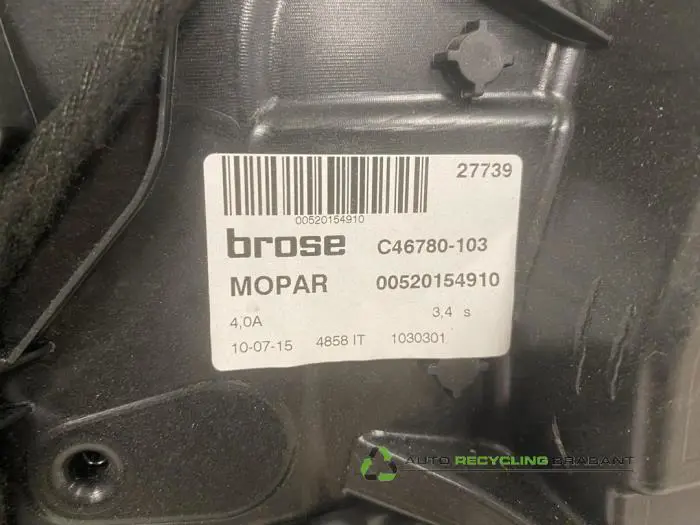 27739
00520154910
brose C46780-103
MOPAR 00520154910
4,0A 3,4 s
10-07-15 4858 IT 1030301
AUTO RECYCLING BRABANT